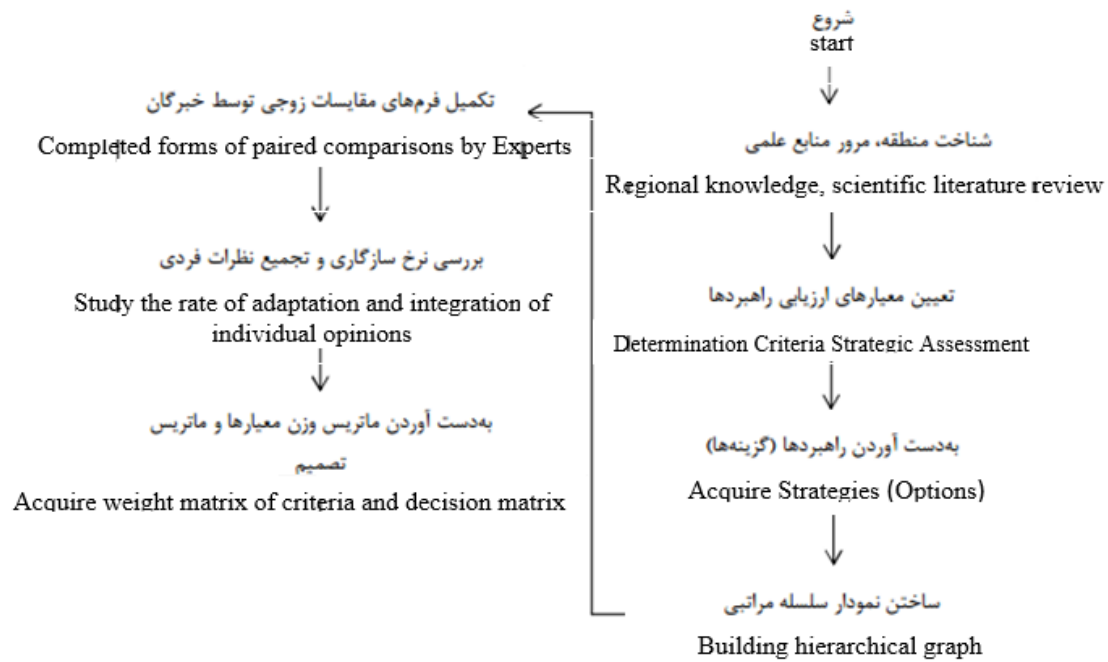 شروع
start
شناخت منطقه، مرور منابع علمی
Regional knowledge, scientific literature review
تعیین معیارهای ارزیابی راهبردها
Determination Criteria Strategic Assessment
به‌دست آوردن راهبردها (گزینه‌ها)
Acquire Strategies (Options)
ساختن نمودار سلسله مراتبی
Building hierarchical graph
تکمیل فرم‌های مقایسات زوجی توسط خبرگان
Completed forms of paired comparisons by Experts
بررسی نرخ سازگاری و تجمیع نظرات فردی
Study the rate of adaptation and integration of
individual opinions
به‌دست آوردن ماتریس وزن معیارها و ماتریس
تصمیم
Acquire weight matrix of criteria and decision matrix